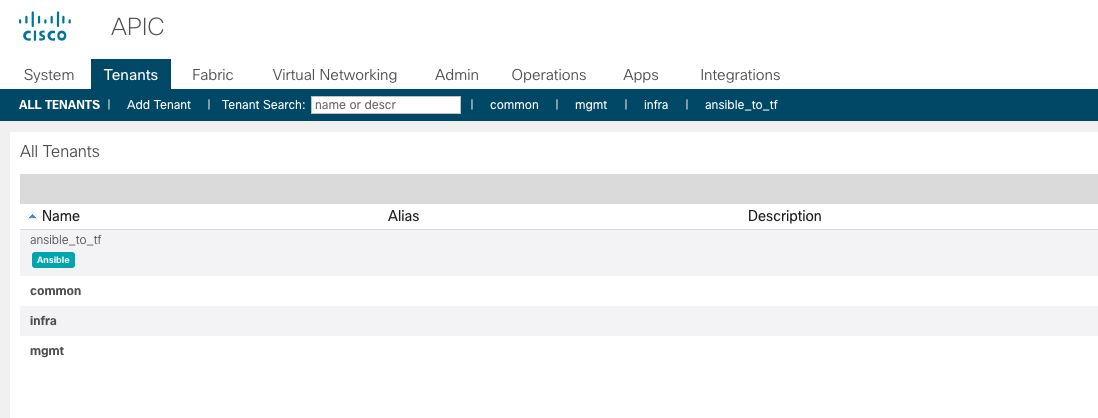 CISCO APIC
System Tenants Fabric Virtual Networking Admin Operations Apps Integrations
ALL TENANTS | Add Tenant | Tenant Search: name or descr | common | mgmt | infra | ansible_to_tf
All Tenants
Name Alias Description
ansible_to_tf
Ansible
common
infra
mgmt